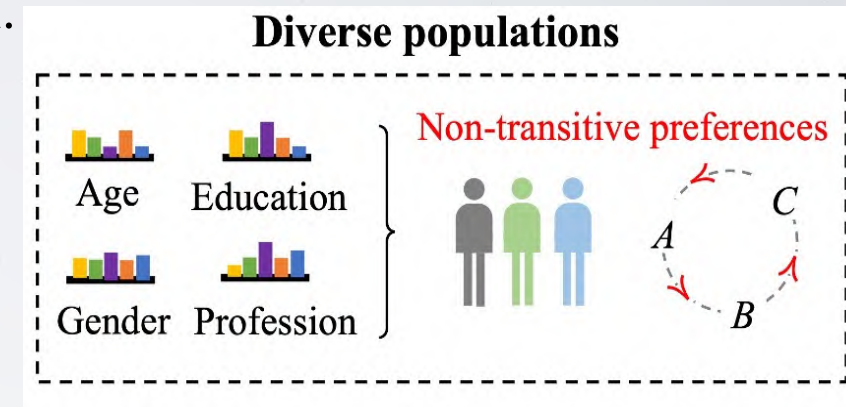 Diverse populations
Non-transitive preferences
Age Education
Gender Profession
A
B
C